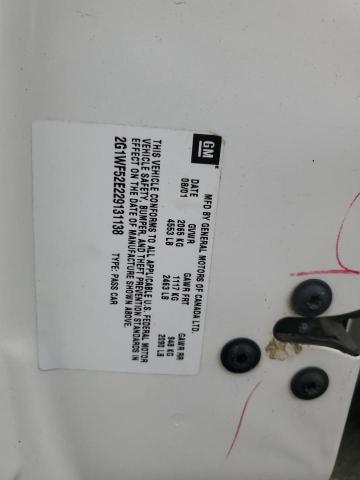 GM
MFD BY GENERAL MOTORS OF CANADA LTD.
DATE GVWR GAWR FRT GAWR RR
08/01 2065 KG 1117 KG 948 KG
4553 LB 2463 LB 2090 LB
THIS VEHICLE CONFORMS TO ALL APPLICABLE U.S. FEDERAL MOTOR
VEHICLE SAFETY, BUMPER, AND THEFT PREVENTION STANDARDS IN
EFFECT ON THE DATE OF MANUFACTURE SHOWN ABOVE.
2G1WF52E229131138 TYPE: PASS CAR